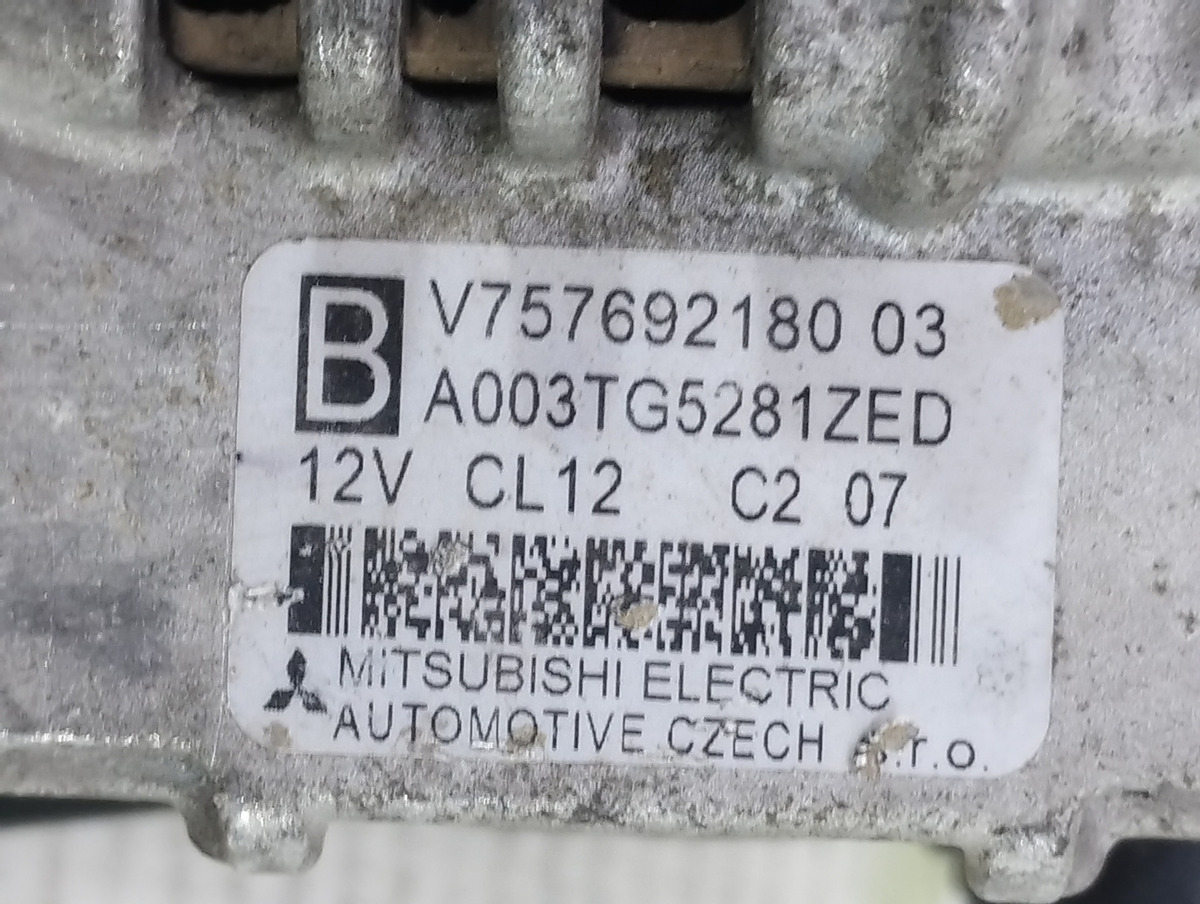 B V757692180 03
A003TG5281ZED
12V CL12 C2 07
MITSUBISHI ELECTRIC
AUTOMOTIVE CZECH s.r.o.